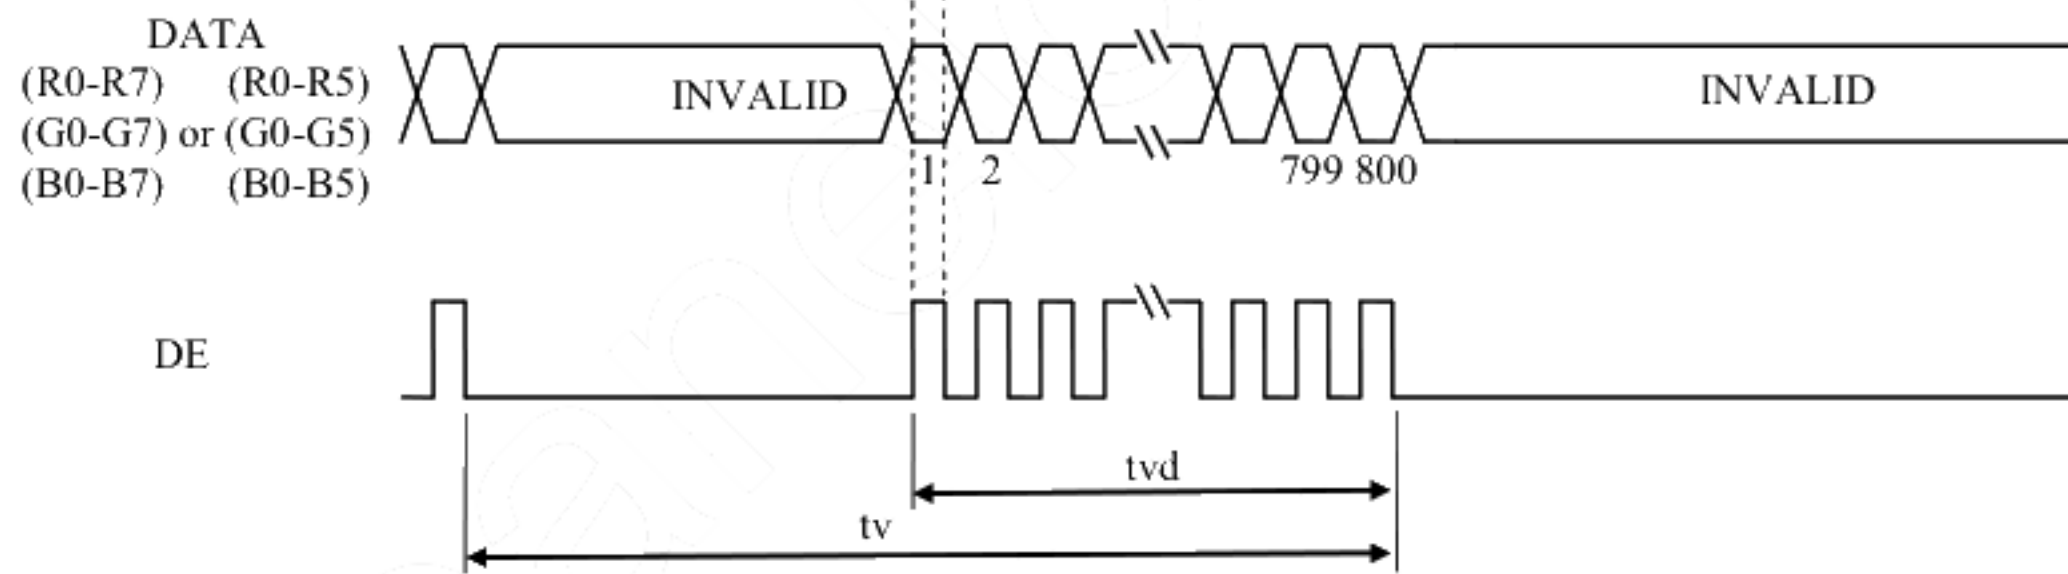 DATA
(R0-R7) (R0-R5)
(G0-G7) or (G0-G5)
(B0-B7) (B0-B5)
INVALID
INVALID
1 2 799 800
DE
tvd
tv